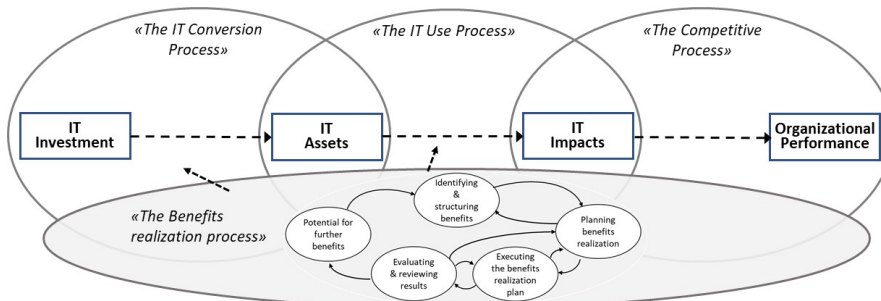 «The IT Conversion
Process»
«The IT Use Process»
«The Competitive
Process»
IT
Investment
IT
Assets
IT
Impacts
Organizational
Performance
«The Benefits
realization process»
Identifying
&
structuring
benefits
Potential for
further
benefits
Planning
benefits
realization
Evaluating
& reviewing
results
Executing
the benefits
realization
plan